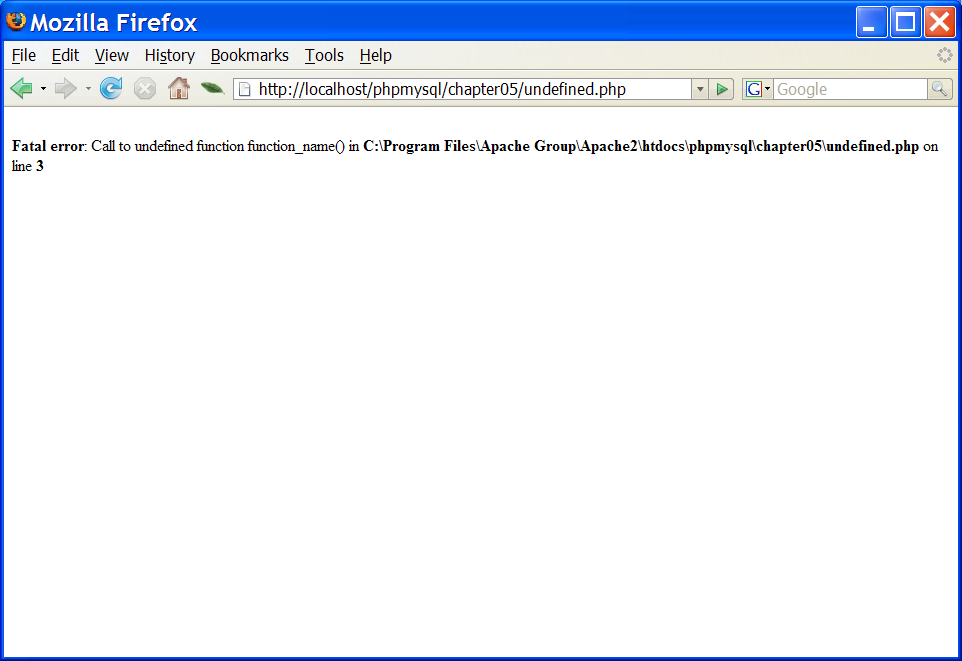 Mozilla Firefox
File Edit View History Bookmarks Tools Help
http://localhost/phpmysql/chapter05/undefined.php G Google
Fatal error: Call to undefined function function_name() in C:\Program Files\Apache Group\Apache2\htdocs\phpmysql\chapter05\undefined.php on
line 3